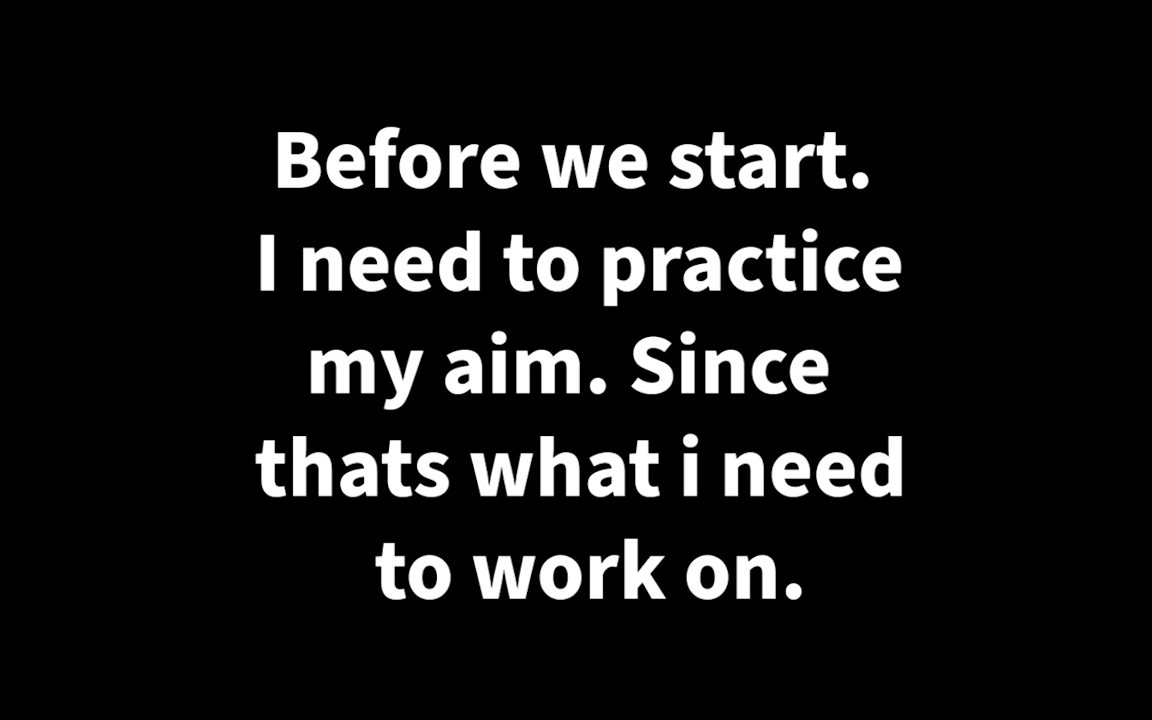 Before we start.
I need to practice
my aim. Since
thats what i need
to work on.